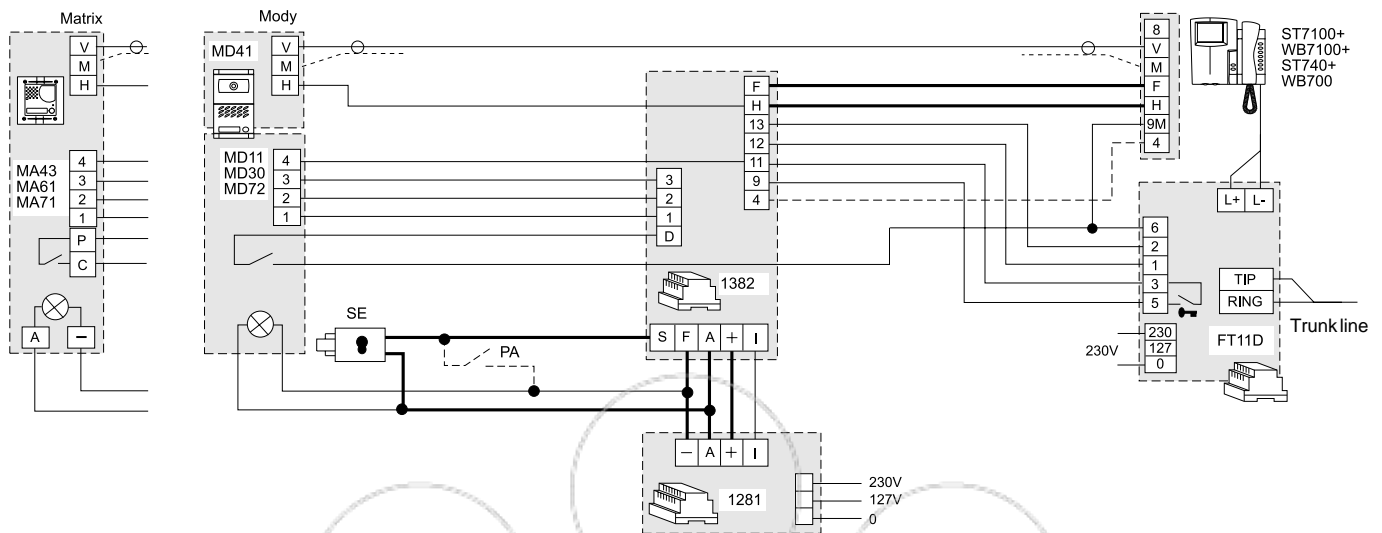 Matrix
V
M
H
MA43
MA61
MA71
4
3
2
1
P
C
A
−
Mody
MD41
V
M
H
MD11
MD30
MD72
4
3
2
1
SE
PA
F
H
13
12
11
9
4
3
2
1
D
1382
S F A + I
− A + I
1281
230V
127V
0
8
V
M
F
H
9M
4
ST7100+
WB7100+
ST740+
WB700
L+ L-
6
2
1
3
5
TIP
RING
Trunk line
FT11D
230V
230
127
0